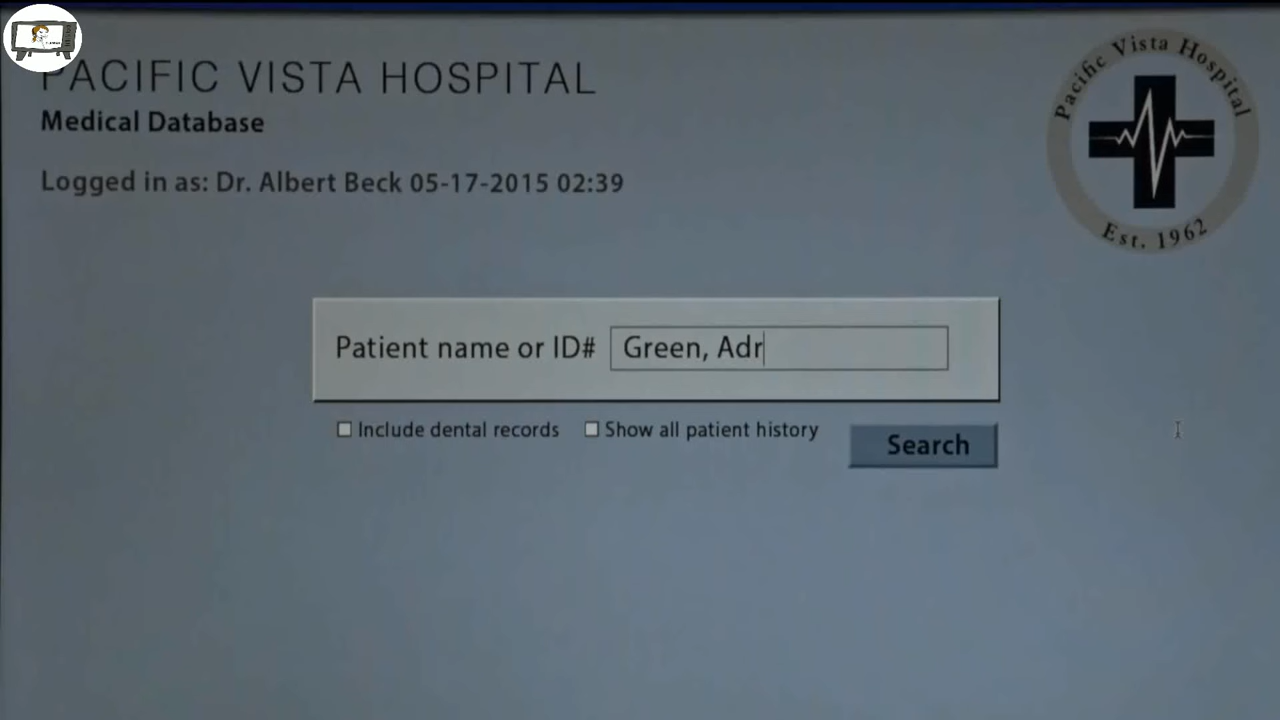 PACIFIC VISTA HOSPITAL
Medical Database
Logged in as: Dr. Albert Beck 05-17-2015 02:39
Pacific Vista Hospital
Est. 1962
Patient name or ID# Green, Adr
Include dental records Show all patient history
Search